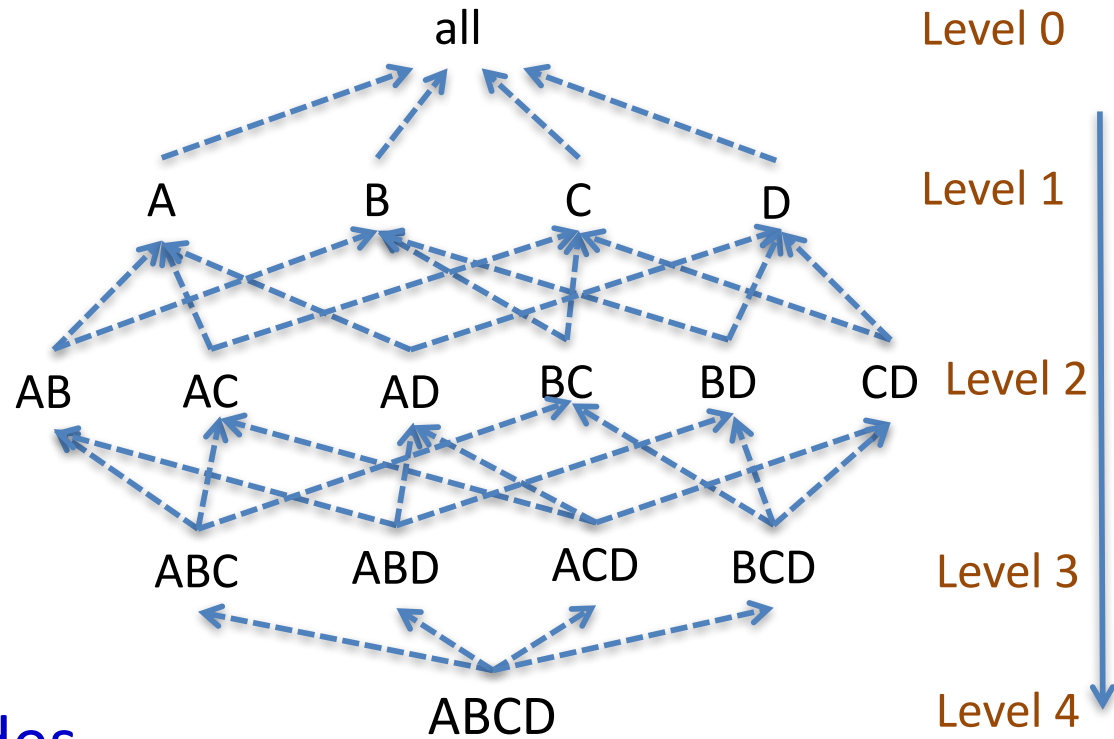 all Level 0
A B C D Level 1
AB AC AD BC BD CD Level 2
ABC ABD ACD BCD Level 3
ABCD Level 4